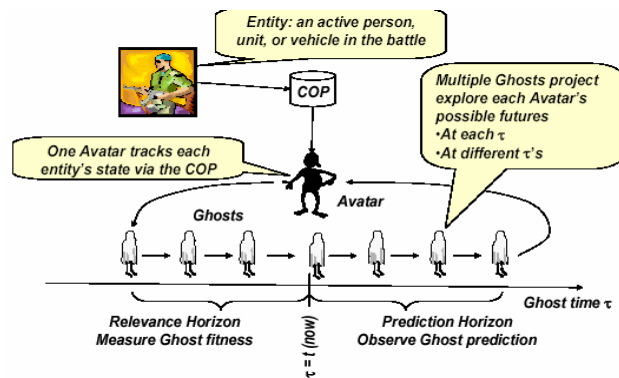 Entity: an active person,
unit, or vehicle in the battle
COP
Multiple Ghosts project
explore each Avatar's
possible futures
•At each τ
•At different τ's
One Avatar tracks each
entity's state via the COP
Avatar
Ghosts
Ghost time τ
Relevance Horizon
Measure Ghost fitness
τ = t (now)
Prediction Horizon
Observe Ghost prediction